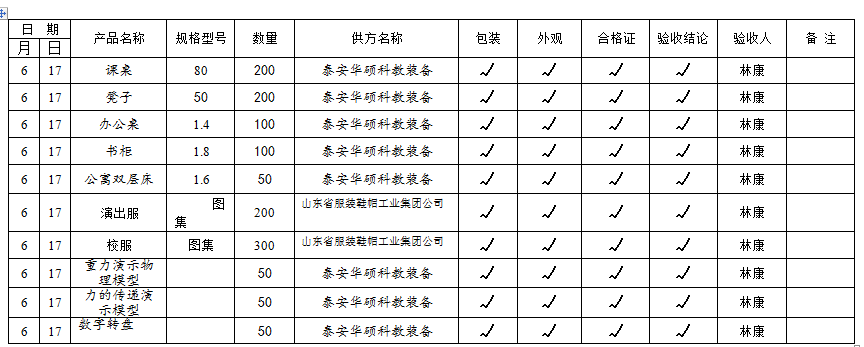 日 期 产品名称 规格型号 数量 供方名称 包装 外观 合格证 验收结论 验收人 备 注
月 日
6 17 课桌 80 200 泰安华硕科教装备 ✓ ✓ ✓ ✓ 林康
6 17 凳子 50 200 泰安华硕科教装备 ✓ ✓ ✓ ✓ 林康
6 17 办公桌 1.4 100 泰安华硕科教装备 ✓ ✓ ✓ ✓ 林康
6 17 书柜 1.8 100 泰安华硕科教装备 ✓ ✓ ✓ ✓ 林康
6 17 公寓双层床 1.6 50 泰安华硕科教装备 ✓ ✓ ✓ ✓ 林康
6 17 演出服 图 200 山东省服装鞋帽工业集团公司 ✓ ✓ ✓ ✓ 林康
集
6 17 校服 图集 300 山东省服装鞋帽工业集团公司 ✓ ✓ ✓ ✓ 林康
6 17 重力演示物 50 泰安华硕科教装备 ✓ ✓ ✓ ✓ 林康
理模型
6 17 力的传递演 50 泰安华硕科教装备 ✓ ✓ ✓ ✓ 林康
示模型
6 17 数字转盘 50 泰安华硕科教装备 ✓ ✓ ✓ ✓ 林康